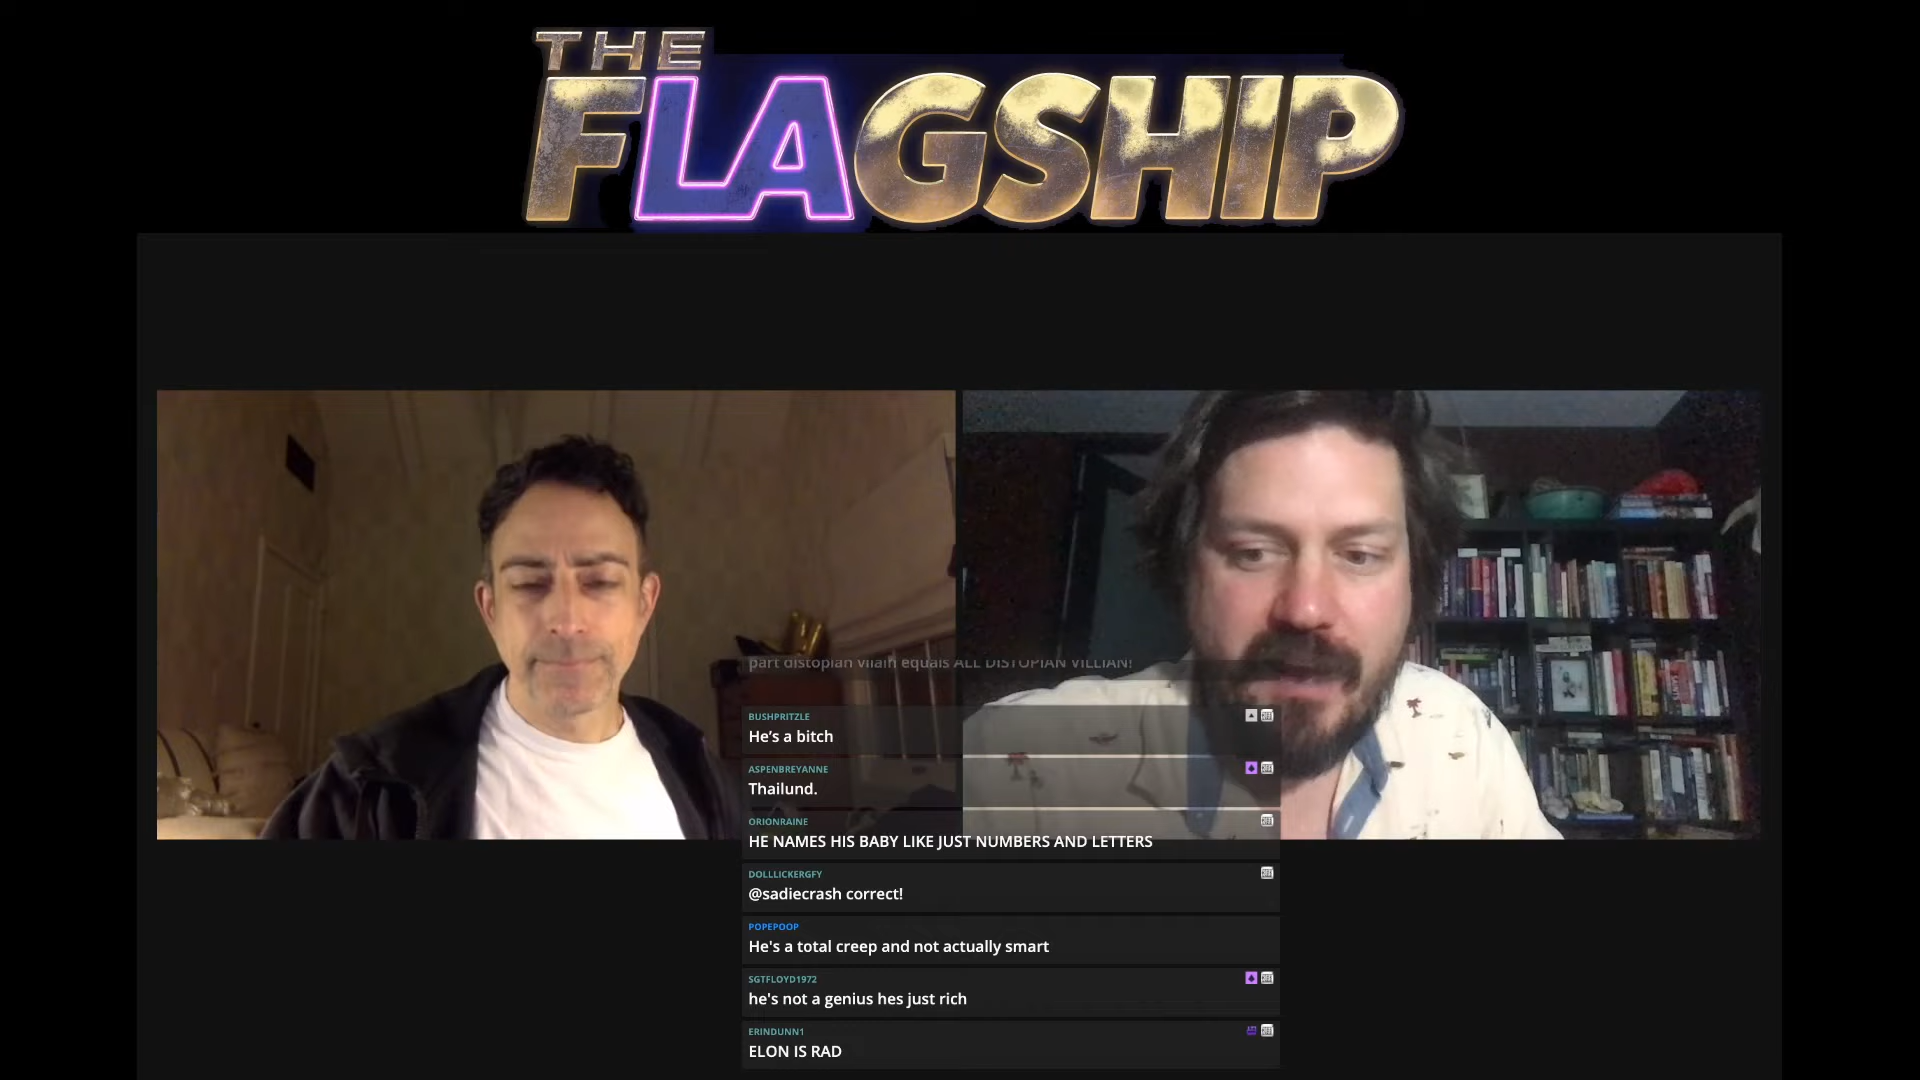 THE
FLAGSHIP
part distopian vilain equals ALL DISTOPIAN VILLIAN!
BUSHPRITZLE
He's a bitch
ASPENBREYANNE
Thailund.
ORIONRAINE
HE NAMES HIS BABY LIKE JUST NUMBERS AND LETTERS
DOLLLICKERGFY
@sadiecrash correct!
POPEPOOP
He's a total creep and not actually smart
SGTFLOYD1972
he's not a genius hes just rich
ERINDUNN1
ELON IS RAD